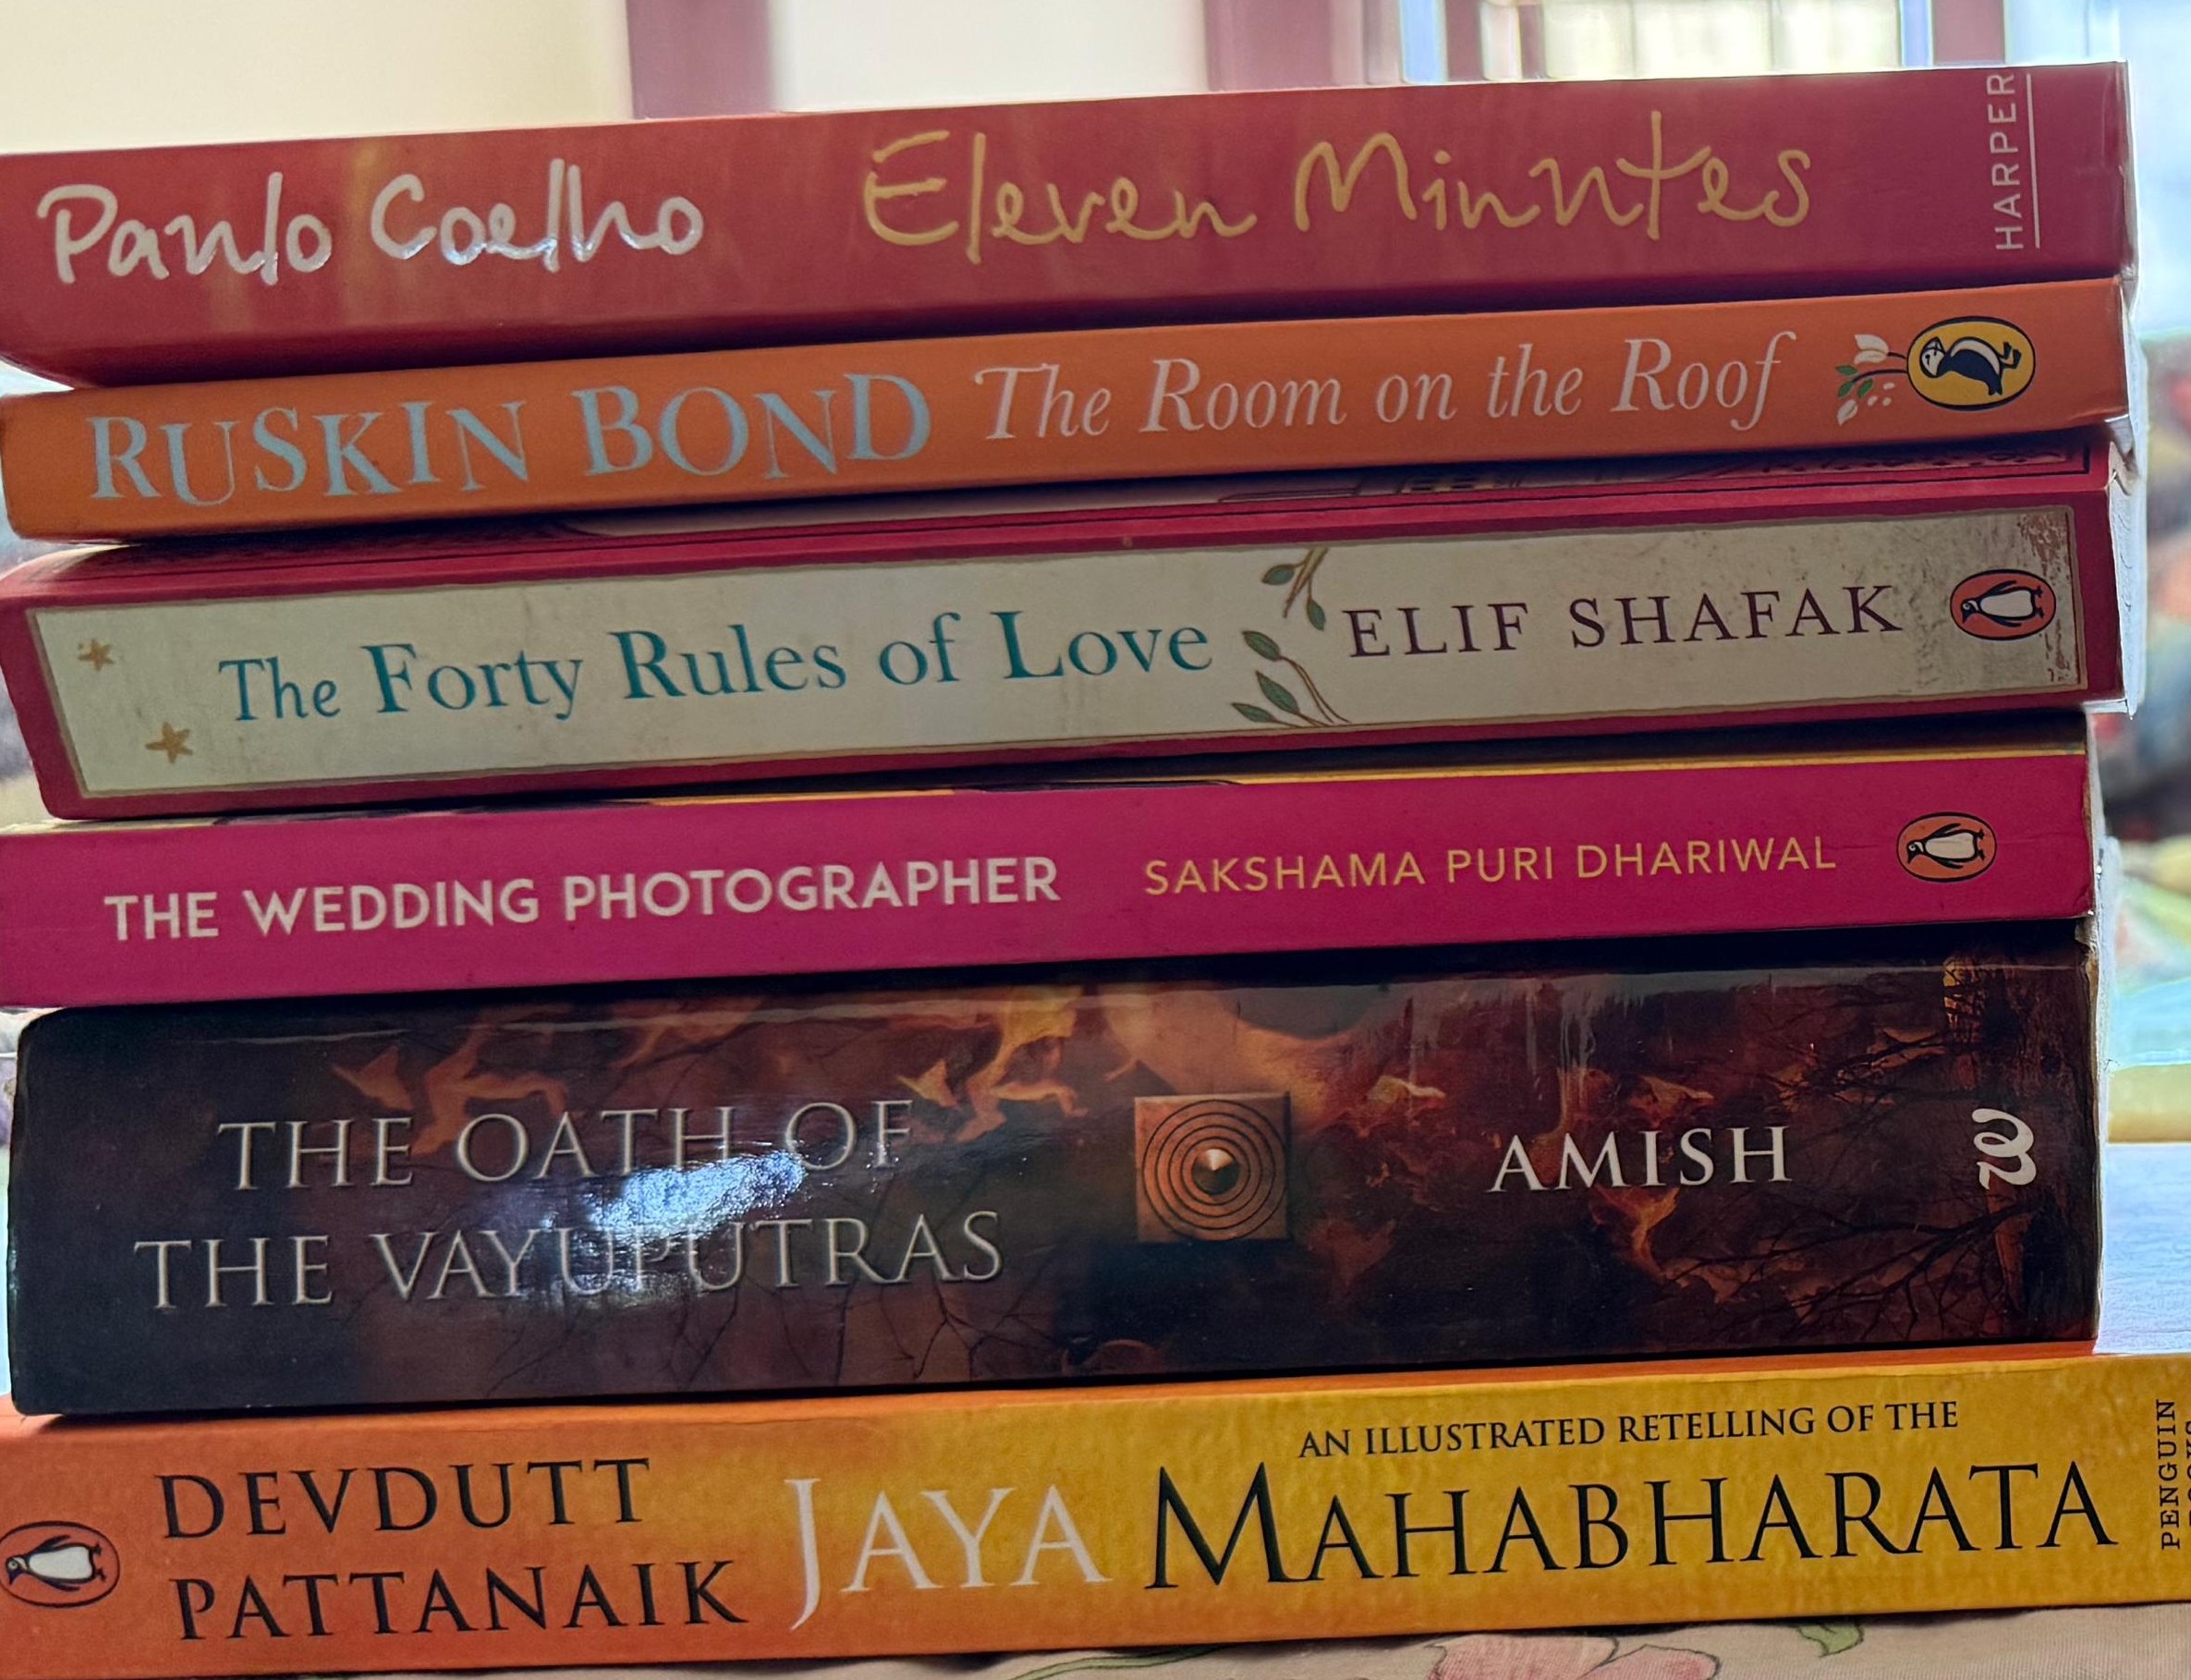 Paulo Coelho Eleven Minutes HARPER
RUSKIN BOND The Room on the Roof
The Forty Rules of Love ELIF SHAFAK
THE WEDDING PHOTOGRAPHER SAKSHAMA PURI DHARIWAL
THE OATH OF
THE VAYUPUTRAS
AMISH
w
DEVDUTT
PATTANAIK
JAYA
AN ILLUSTRATED RETELLING OF THE
MAHABHARATA
PENGUIN